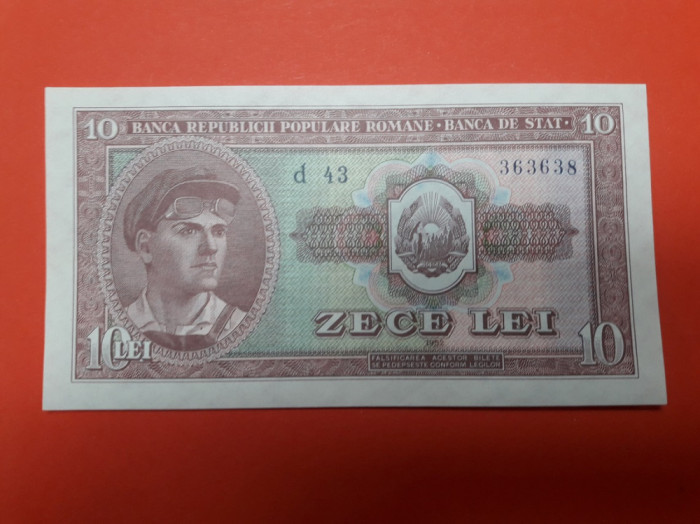 10 BANCA REPUBLICII POPULARE ROMANE · BANCA DE STAT · 10
d 43 363638
ZECE LEI
10 LEI 10
FALSIFICAREA ACESTOR BILETE
SE PEDEPSESTE CONFORM LEGILOR